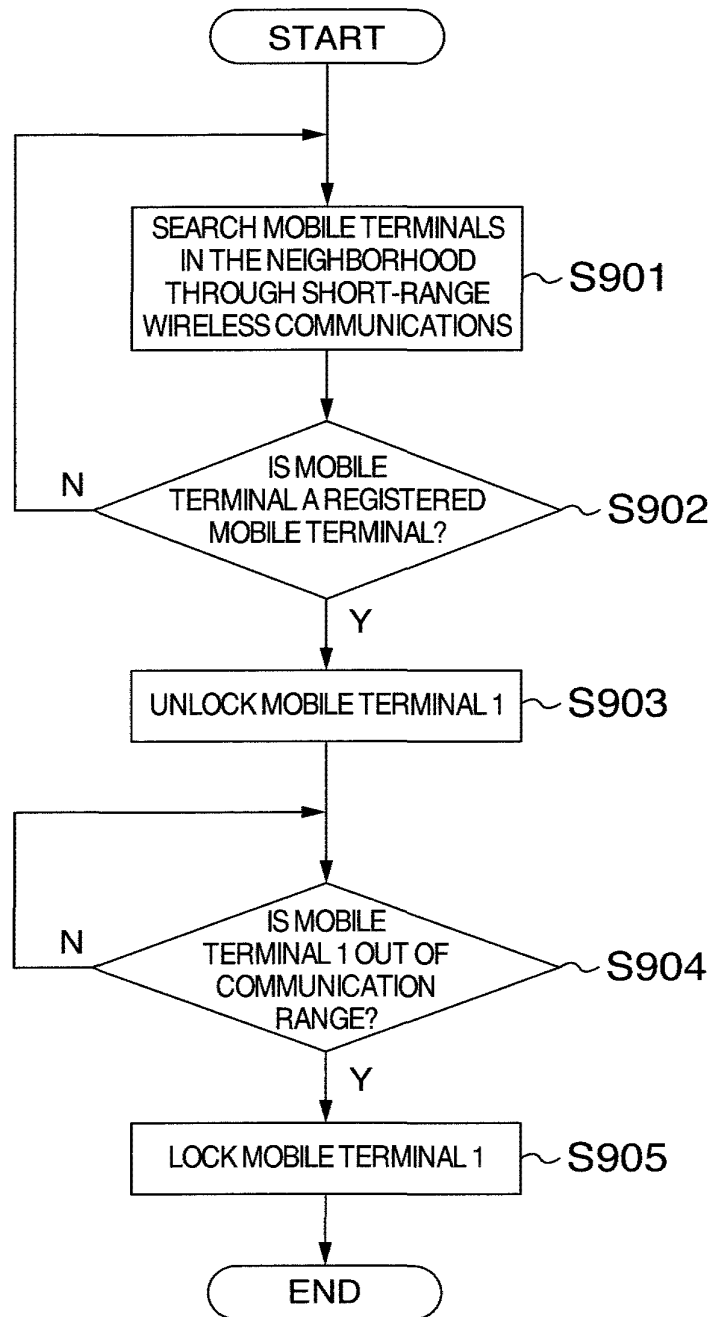 START
SEARCH MOBILE TERMINALS
IN THE NEIGHBORHOOD
THROUGH SHORT-RANGE
WIRELESS COMMUNICATIONS
S901
IS MOBILE
TERMINAL A REGISTERED
MOBILE TERMINAL?
N
S902
Y
UNLOCK MOBILE TERMINAL 1
S903
IS MOBILE
TERMINAL 1 OUT OF
COMMUNICATION
RANGE?
N
S904
Y
LOCK MOBILE TERMINAL 1
S905
END